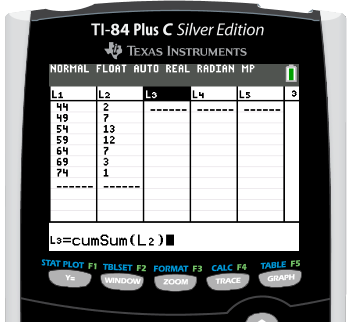 TI-84 Plus C Silver Edition
TEXAS INSTRUMENTS
NORMAL FLOAT AUTO REAL RADIAN MP
L1 L2 L3 L4 L5 3
44 2 ------ ------ ------
49 7
54 13
59 12
64 7
69 3
74 1
------ ------
L3=cumSum(L2)
STAT PLOT F1 TBLSET F2 FORMAT F3 CALC F4 TABLE F5
Y= WINDOW ZOOM TRACE GRAPH